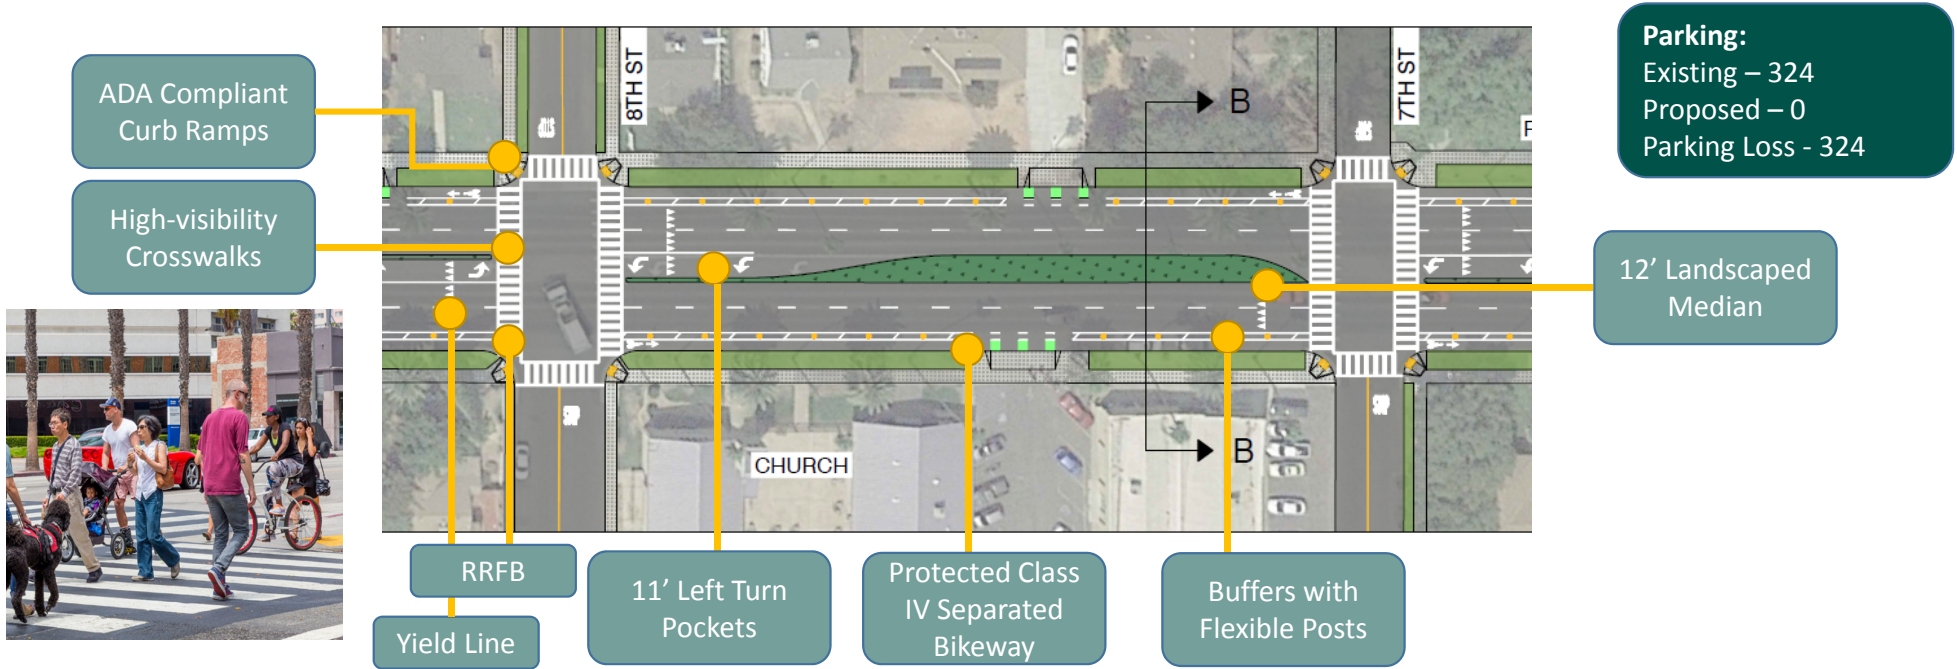 ADA Compliant
Curb Ramps
High-visibility
Crosswalks
8TH ST
B
7TH ST
Parking:
Existing – 324
Proposed – 0
Parking Loss - 324
12’ Landscaped
Median
CHURCH
B
RRFB
Yield Line
11’ Left Turn
Pockets
Protected Class
IV Separated
Bikeway
Buffers with
Flexible Posts